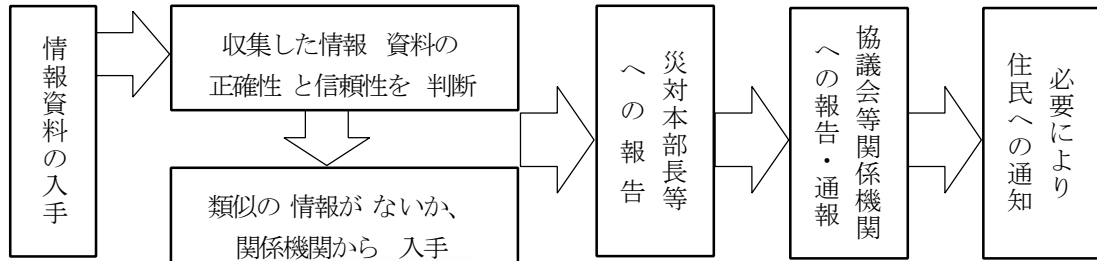 情報資料の入手
収集した情報 資料の
正確性 と信頼性を 判断
類似の 情報が ないか、
関係機関から 入手
災対本部長等
への報告
協議会等関係機関
への報告・通報
必要により
住民への通知